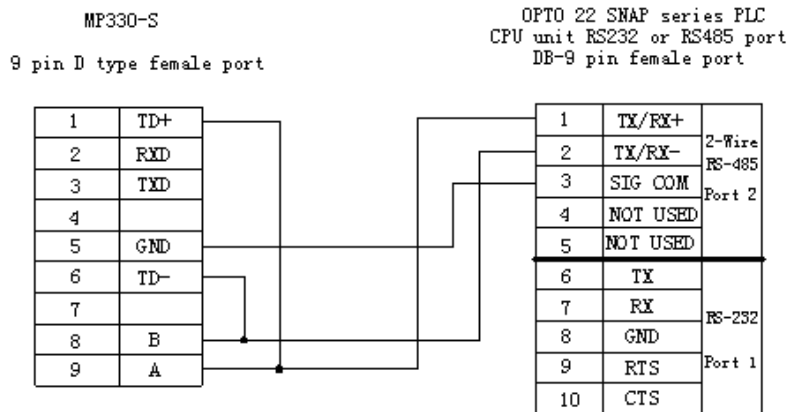 MP330-S
9 pin D type female port
1 TD+
2 RXD
3 TXD
4
5 GND
6 TD-
7
8 B
9 A
OPTO 22 SNAP series PLC
CPU unit RS232 or RS485 port
DB-9 pin female port
1 TX/RX+
2 TX/RX-
3 SIG COM
4 NOT USED
5 NOT USED
2-Wire
RS-485
Port 2
6 TX
7 RX
8 GND
9 RTS
10 CTS
RS-232
Port 1